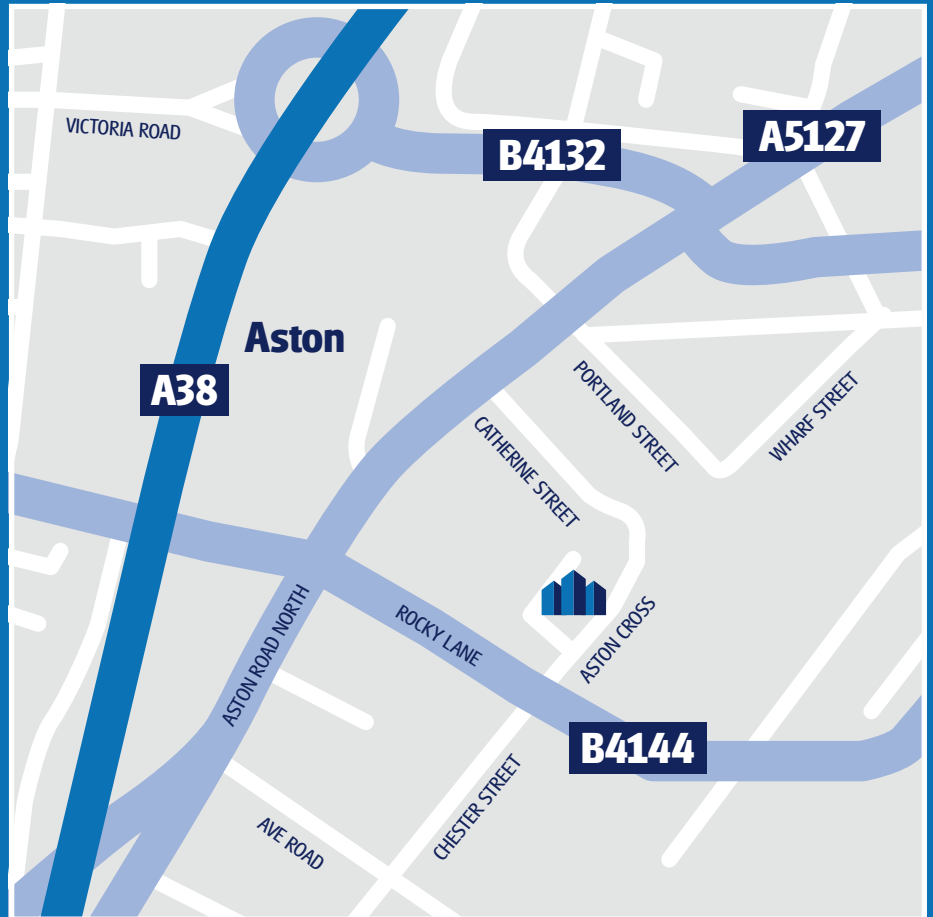 VICTORIA ROAD
B4132
A5127
Aston
A38
PORTLAND STREET
WHARF STREET
CATHERINE STREET
ROCKY LANE
ASTON ROAD NORTH
ASTON CROSS
B4144
CHESTER STREET
AVE ROAD